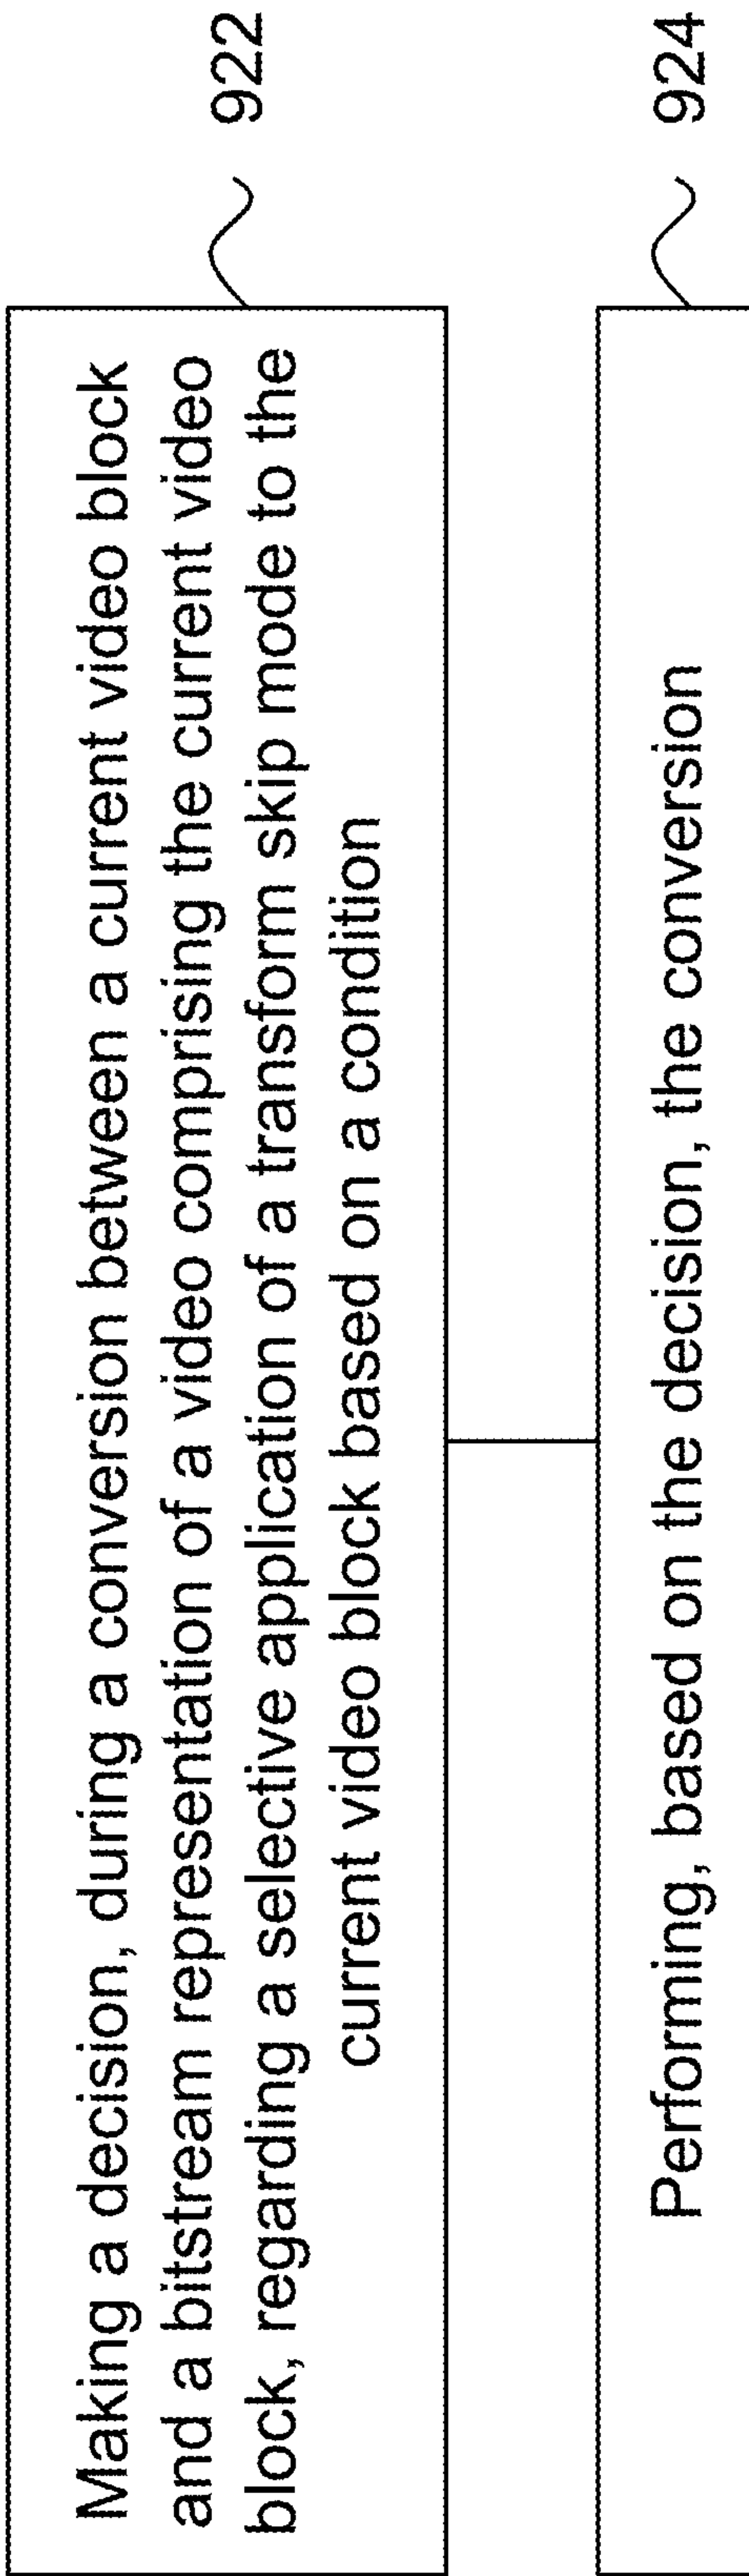 Making a decision, during a conversion between a current video block
and a bitstream representation of a video comprising the current video
block, regarding a selective application of a transform skip mode to the
current video block based on a condition
922
Performing, based on the decision, the conversion
924